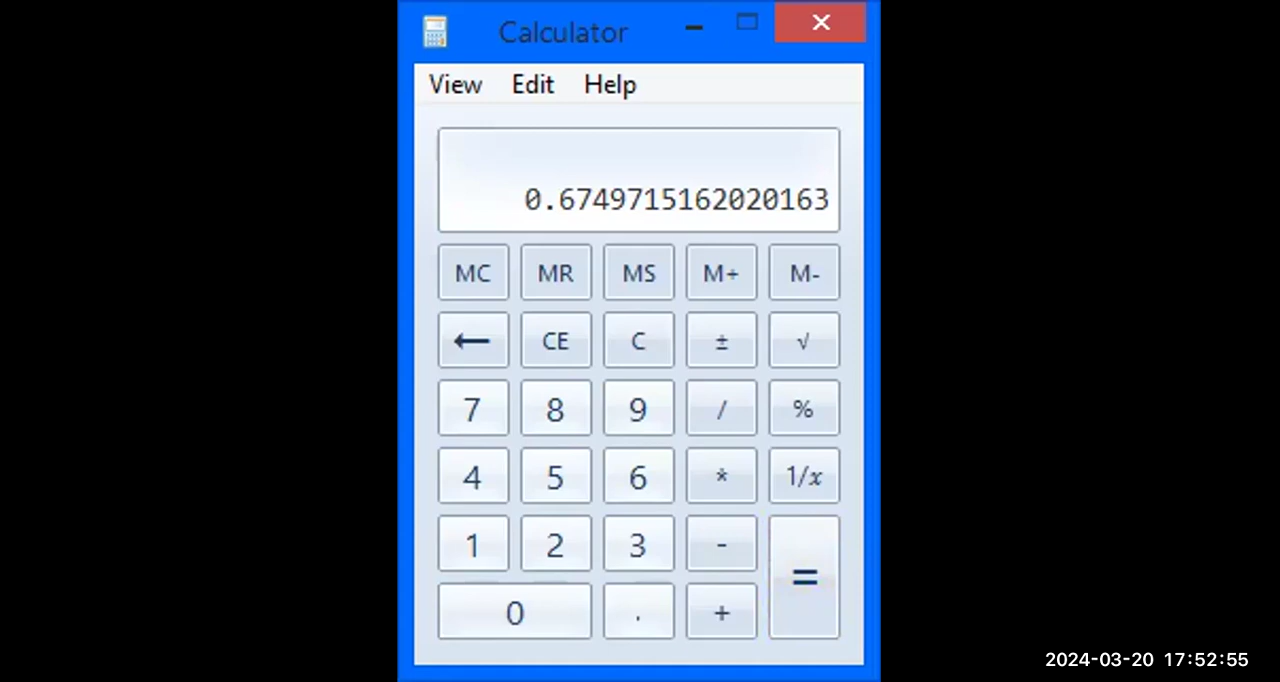 Calculator
View Edit Help
0.6749715162020163
MC MR MS M+ M-
← CE C ± √
7 8 9 / %
4 5 6 * 1/x
1 2 3 - =
0 . +
2024-03-20 17:52:55